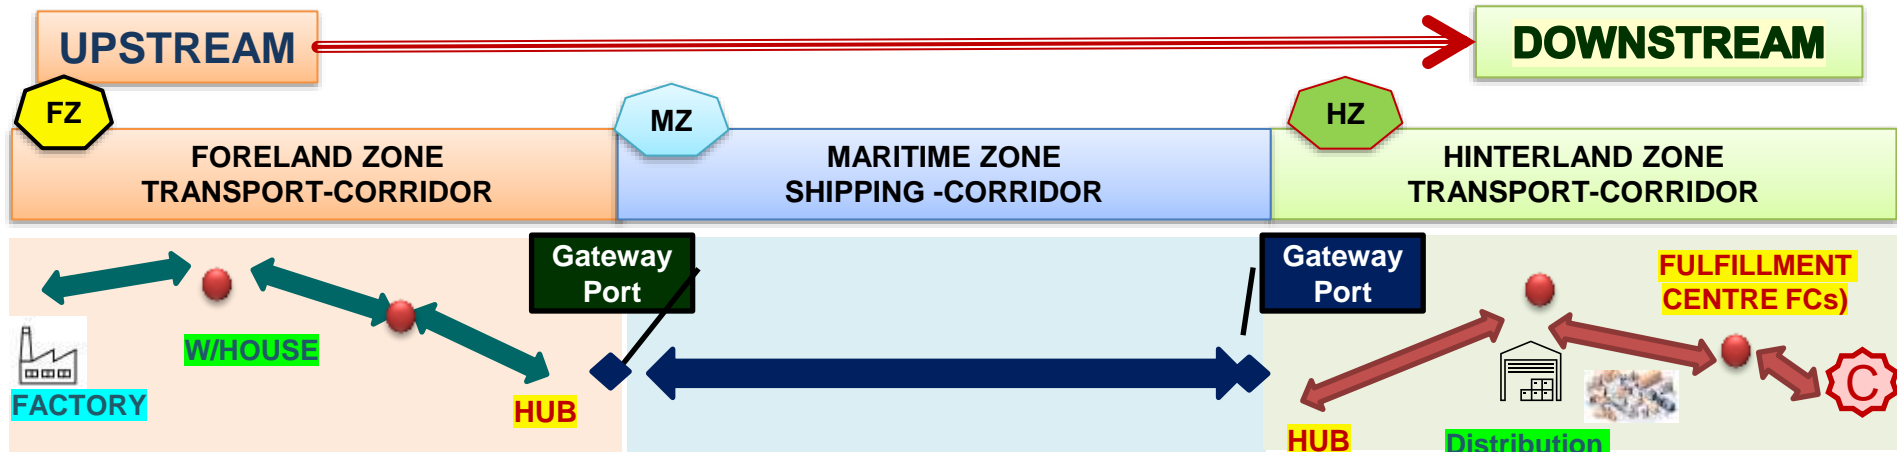 UPSTREAM
DOWNSTREAM
FZ
MZ
HZ
FORELAND ZONE
TRANSPORT-CORRIDOR
MARITIME ZONE
SHIPPING -CORRIDOR
HINTERLAND ZONE
TRANSPORT-CORRIDOR
Gateway
Port
Gateway
Port
FULFILLMENT
CENTRE FCs)
W/HOUSE
FACTORY
HUB
C
HUB
Distribution